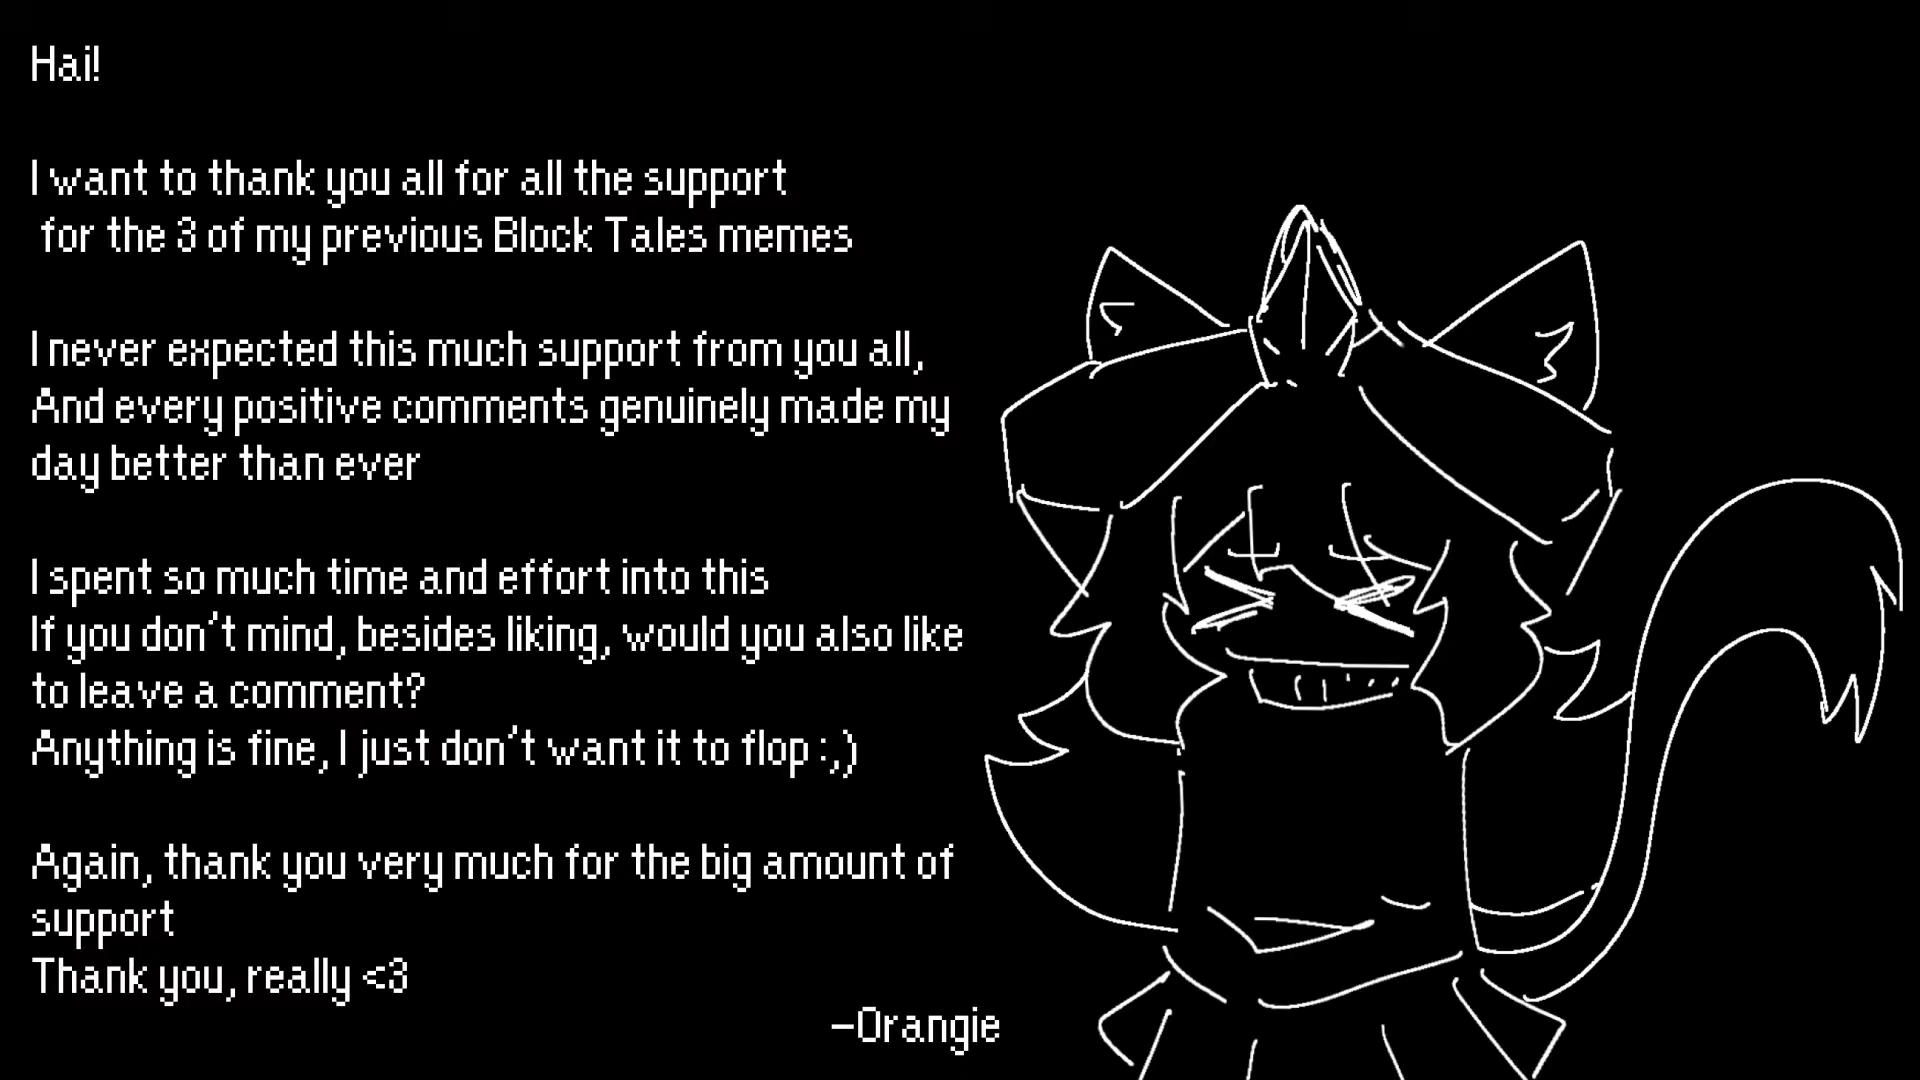 Hai!
I want to thank you all for all the support
for the 3 of my previous Block Tales memes
I never expected this much support from you all,
And every positive comments genuinely made my
day better than ever
I spent so much time and effort into this
If you don't mind, besides liking, would you also like
to leave a comment?
Anything is fine, I just don't want it to flop :,)
Again, thank you very much for the big amount of
support
Thank you, really <3
-Orangie